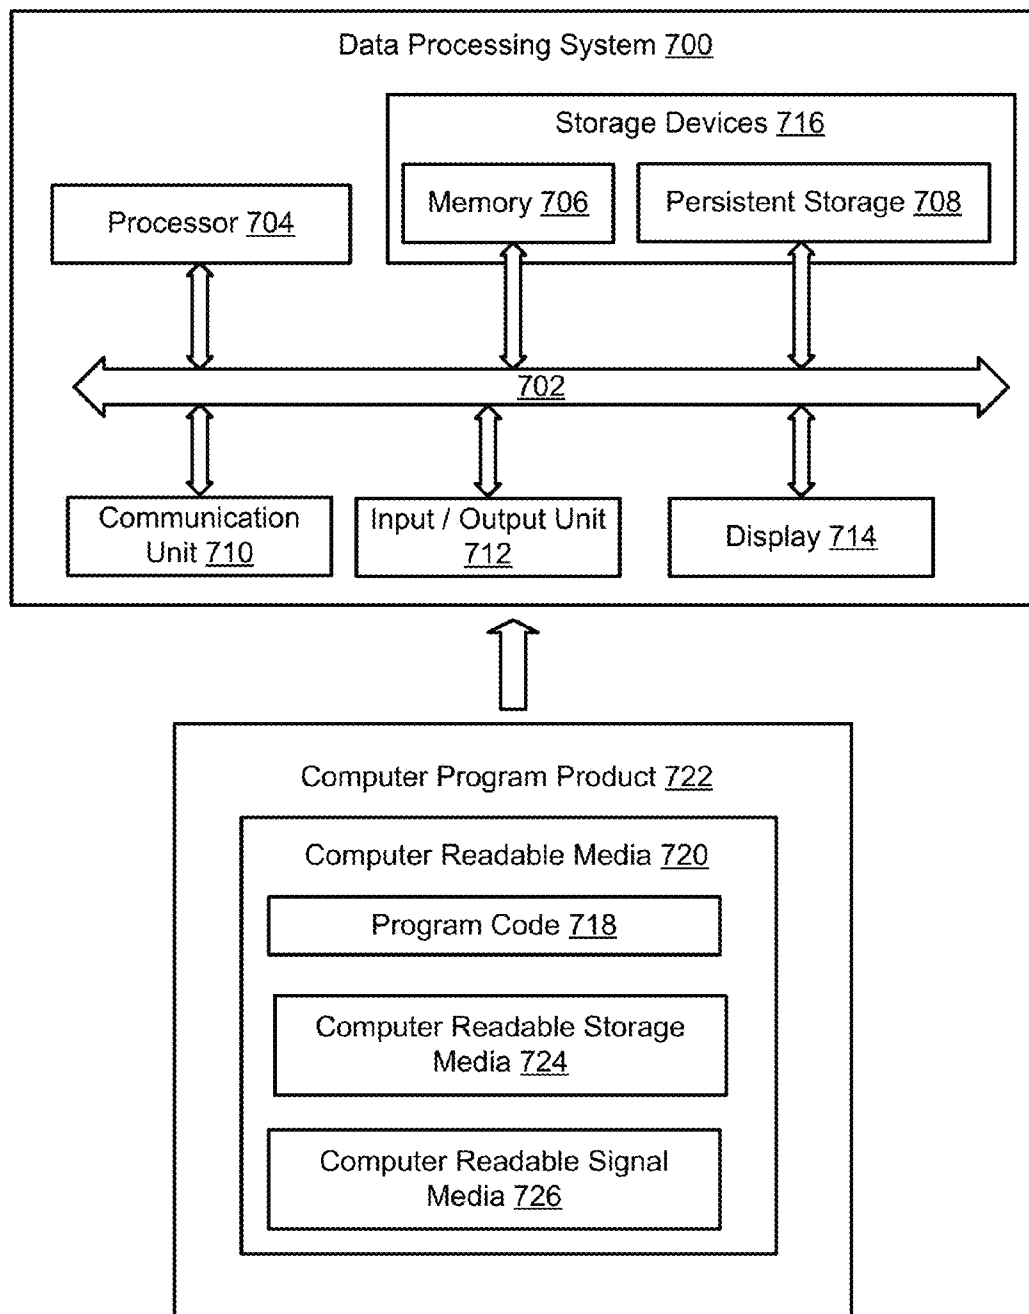 Data Processing System 700
Storage Devices 716
Processor 704
Memory 706
Persistent Storage 708
702
Communication
Unit 710
Input / Output Unit
712
Display 714
Computer Program Product 722
Computer Readable Media 720
Program Code 718
Computer Readable Storage
Media 724
Computer Readable Signal
Media 726